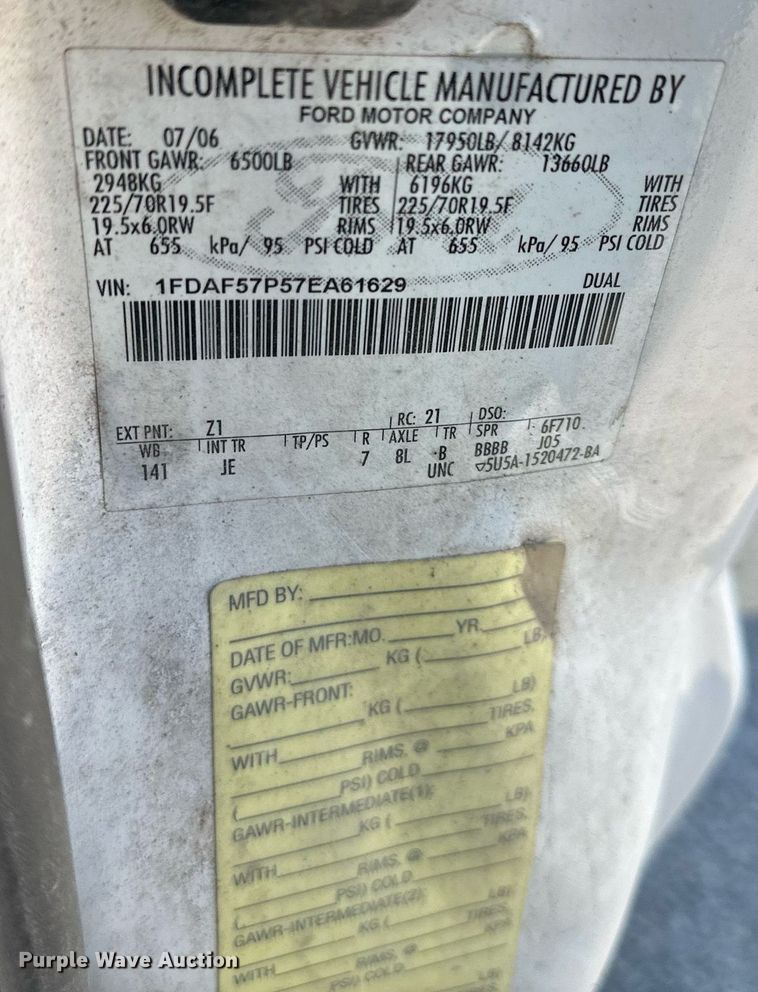 INCOMPLETE VEHICLE MANUFACTURED BY
FORD MOTOR COMPANY
DATE: 07/06 GVWR: 17950LB/ 8142KG
FRONT GAWR: 6500LB REAR GAWR: 13660LB
2948KG WITH 6196KG WITH
225/70R19.5F TIRES 225/70R19.5F TIRES
19.5x6.0RW RIMS 19.5x6.0RW RIMS
AT 655 kPa/ 95 PSI COLD AT 655 kPa/ 95 PSI COLD
VIN: 1FDAF57P57EA61629 DUAL
EXT PNT: Z1 RC: 21 DSO:
WB INT TR TP/PS R AXLE TR SPR 6F710
141 JE 7 8L B BBBB J05
UNC ▽5U5A-1520472-BA
MFD BY:
DATE OF MFR:MO. YR.
GVWR: KG ( LB)
GAWR-FRONT:
KG ( LB)
WITH TIRES.
RIMS. @ KPA
( PSI) COLD
GAWR-INTERMEDIATE(1):
KG ( LB)
WITH TIRES.
RIMS. @ KPA
( PSI) COLD
GAWR-INTERMEDIATE(2):
KG ( LB)
WITH TIRES.
RIMS. @ KPA
PSI) COLD
LB)
Purple Wave Auction